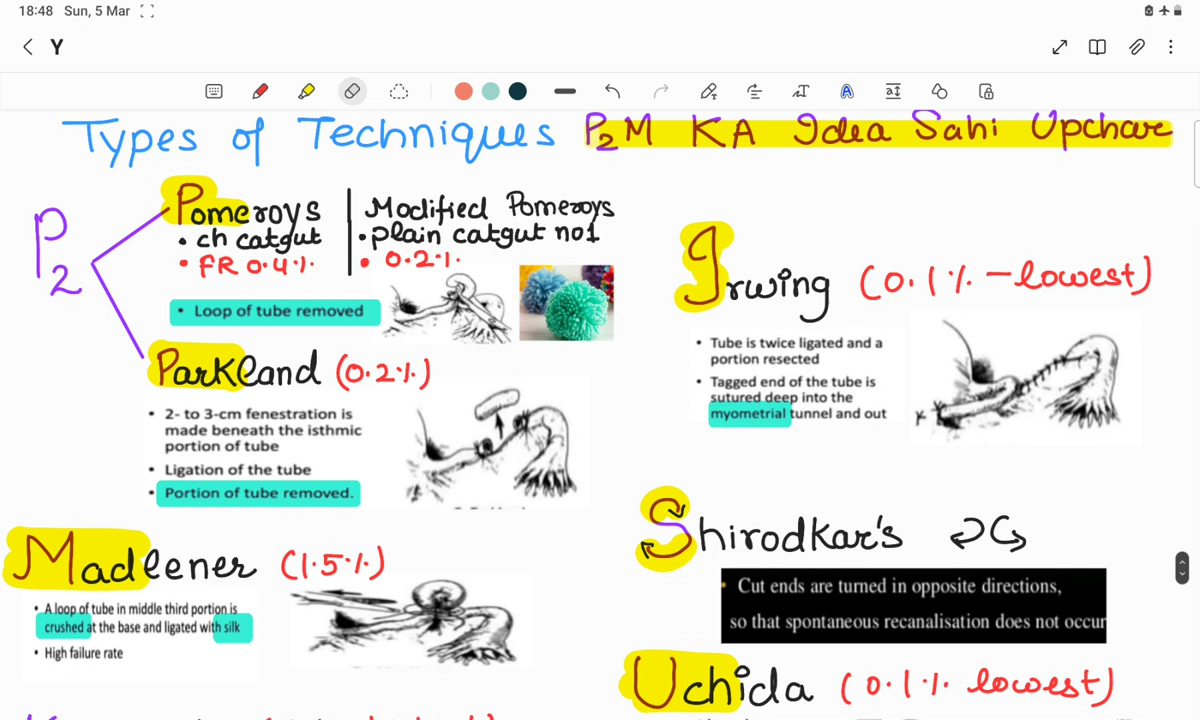 18:48 Sun, 5 Mar
Y
Types of Techniques P2M KA Idea Sahi Upchar
P2
Pomeroys
• ch catgut
• FR 0.4%
Modified Pomeroys
• plain catgut no1
• 0.2%
• Loop of tube removed
Parkland (0.2%)
• 2- to 3-cm fenestration is
made beneath the isthmic
portion of tube
• Ligation of the tube
• Portion of tube removed.
Madlener (1.5%)
• A loop of tube in middle third portion is
crushed at the base and ligated with silk
• High failure rate
Irwing (0.1% - lowest)
• Tube is twice ligated and a
portion resected
• Tagged end of the tube is
sutured deep into the
myometrial tunnel and out
Shirodkar's
• Cut ends are turned in opposite directions,
so that spontaneous recanalisation does not occur
Uchida (0.1% lowest)